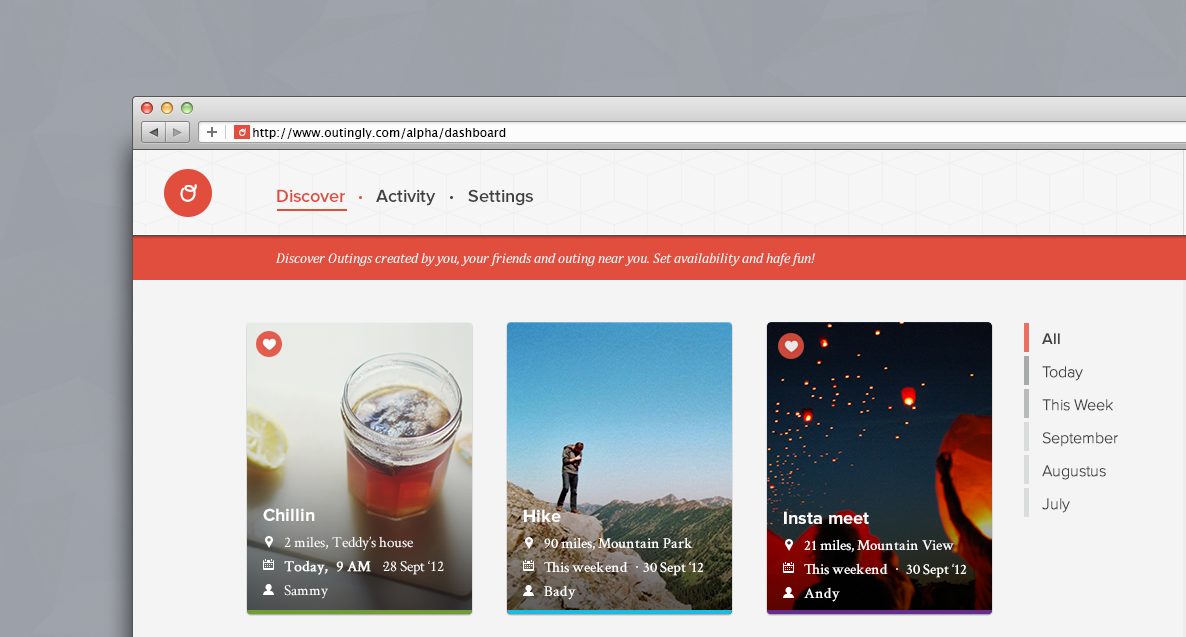 http://www.outingly.com/alpha/dashboard
Discover · Activity · Settings
Discover Outings created by you, your friends and outing near you. Set availability and hafe fun!
Chillin
2 miles, Teddy's house
Today, 9 AM ·28 Sept '12
Sammy
Hike
90 miles, Mountain Park
This weekend · 30 Sept '12
Bady
Insta meet
21 miles, Mountain View
This weekend · 30 Sept '12
Andy
All
Today
This Week
September
Augustus
July